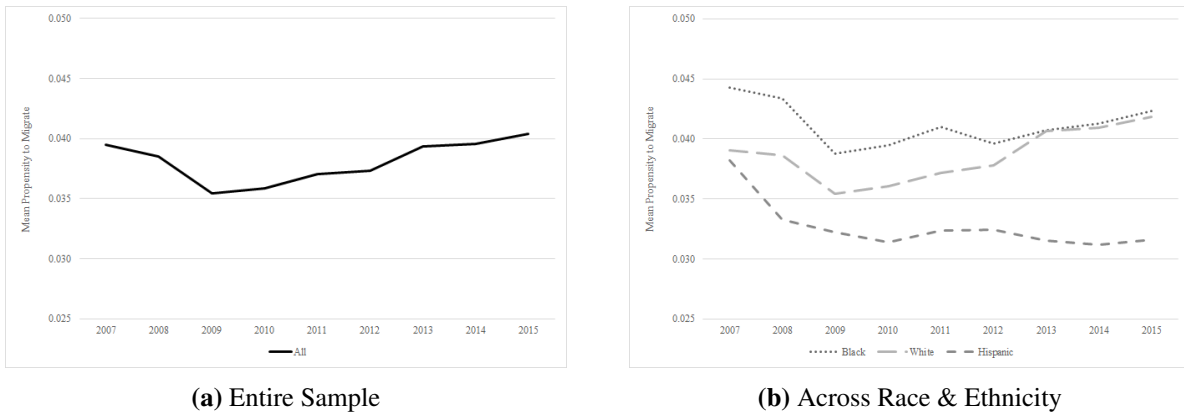 0.050
0.045
0.040
0.035
0.030
0.025
Mean Propensity to Migrate
2007 2008 2009 2010 2011 2012 2013 2014 2015
All
(a) Entire Sample
0.050
0.045
0.040
0.035
0.030
0.025
Mean Propensity to Migrate
2007 2008 2009 2010 2011 2012 2013 2014 2015
Black White Hispanic
(b) Across Race & Ethnicity